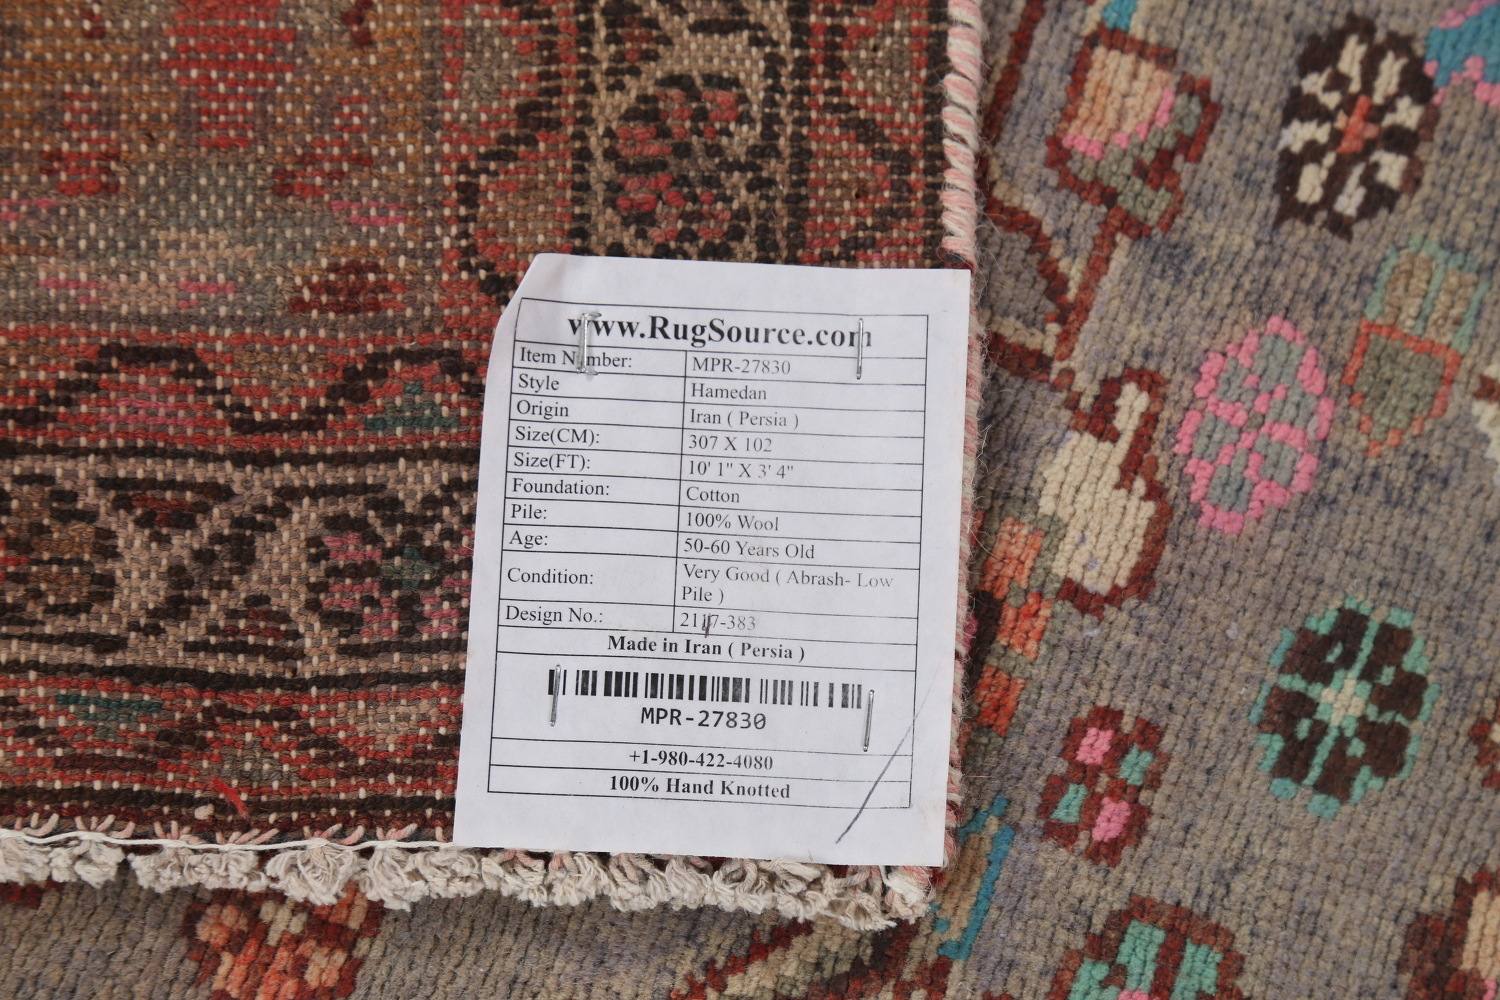 www.RugSource.com
Item Number: MPR-27830
Style Hamedan
Origin Iran ( Persia )
Size(CM): 307 X 102
Size(FT): 10' 1" X 3' 4"
Foundation: Cotton
Pile: 100% Wool
Age: 50-60 Years Old
Condition: Very Good ( Abrash- Low
Pile )
Design No.: 2117-383
Made in Iran ( Persia )
MPR-27830
+1-980-422-4080
100% Hand Knotted